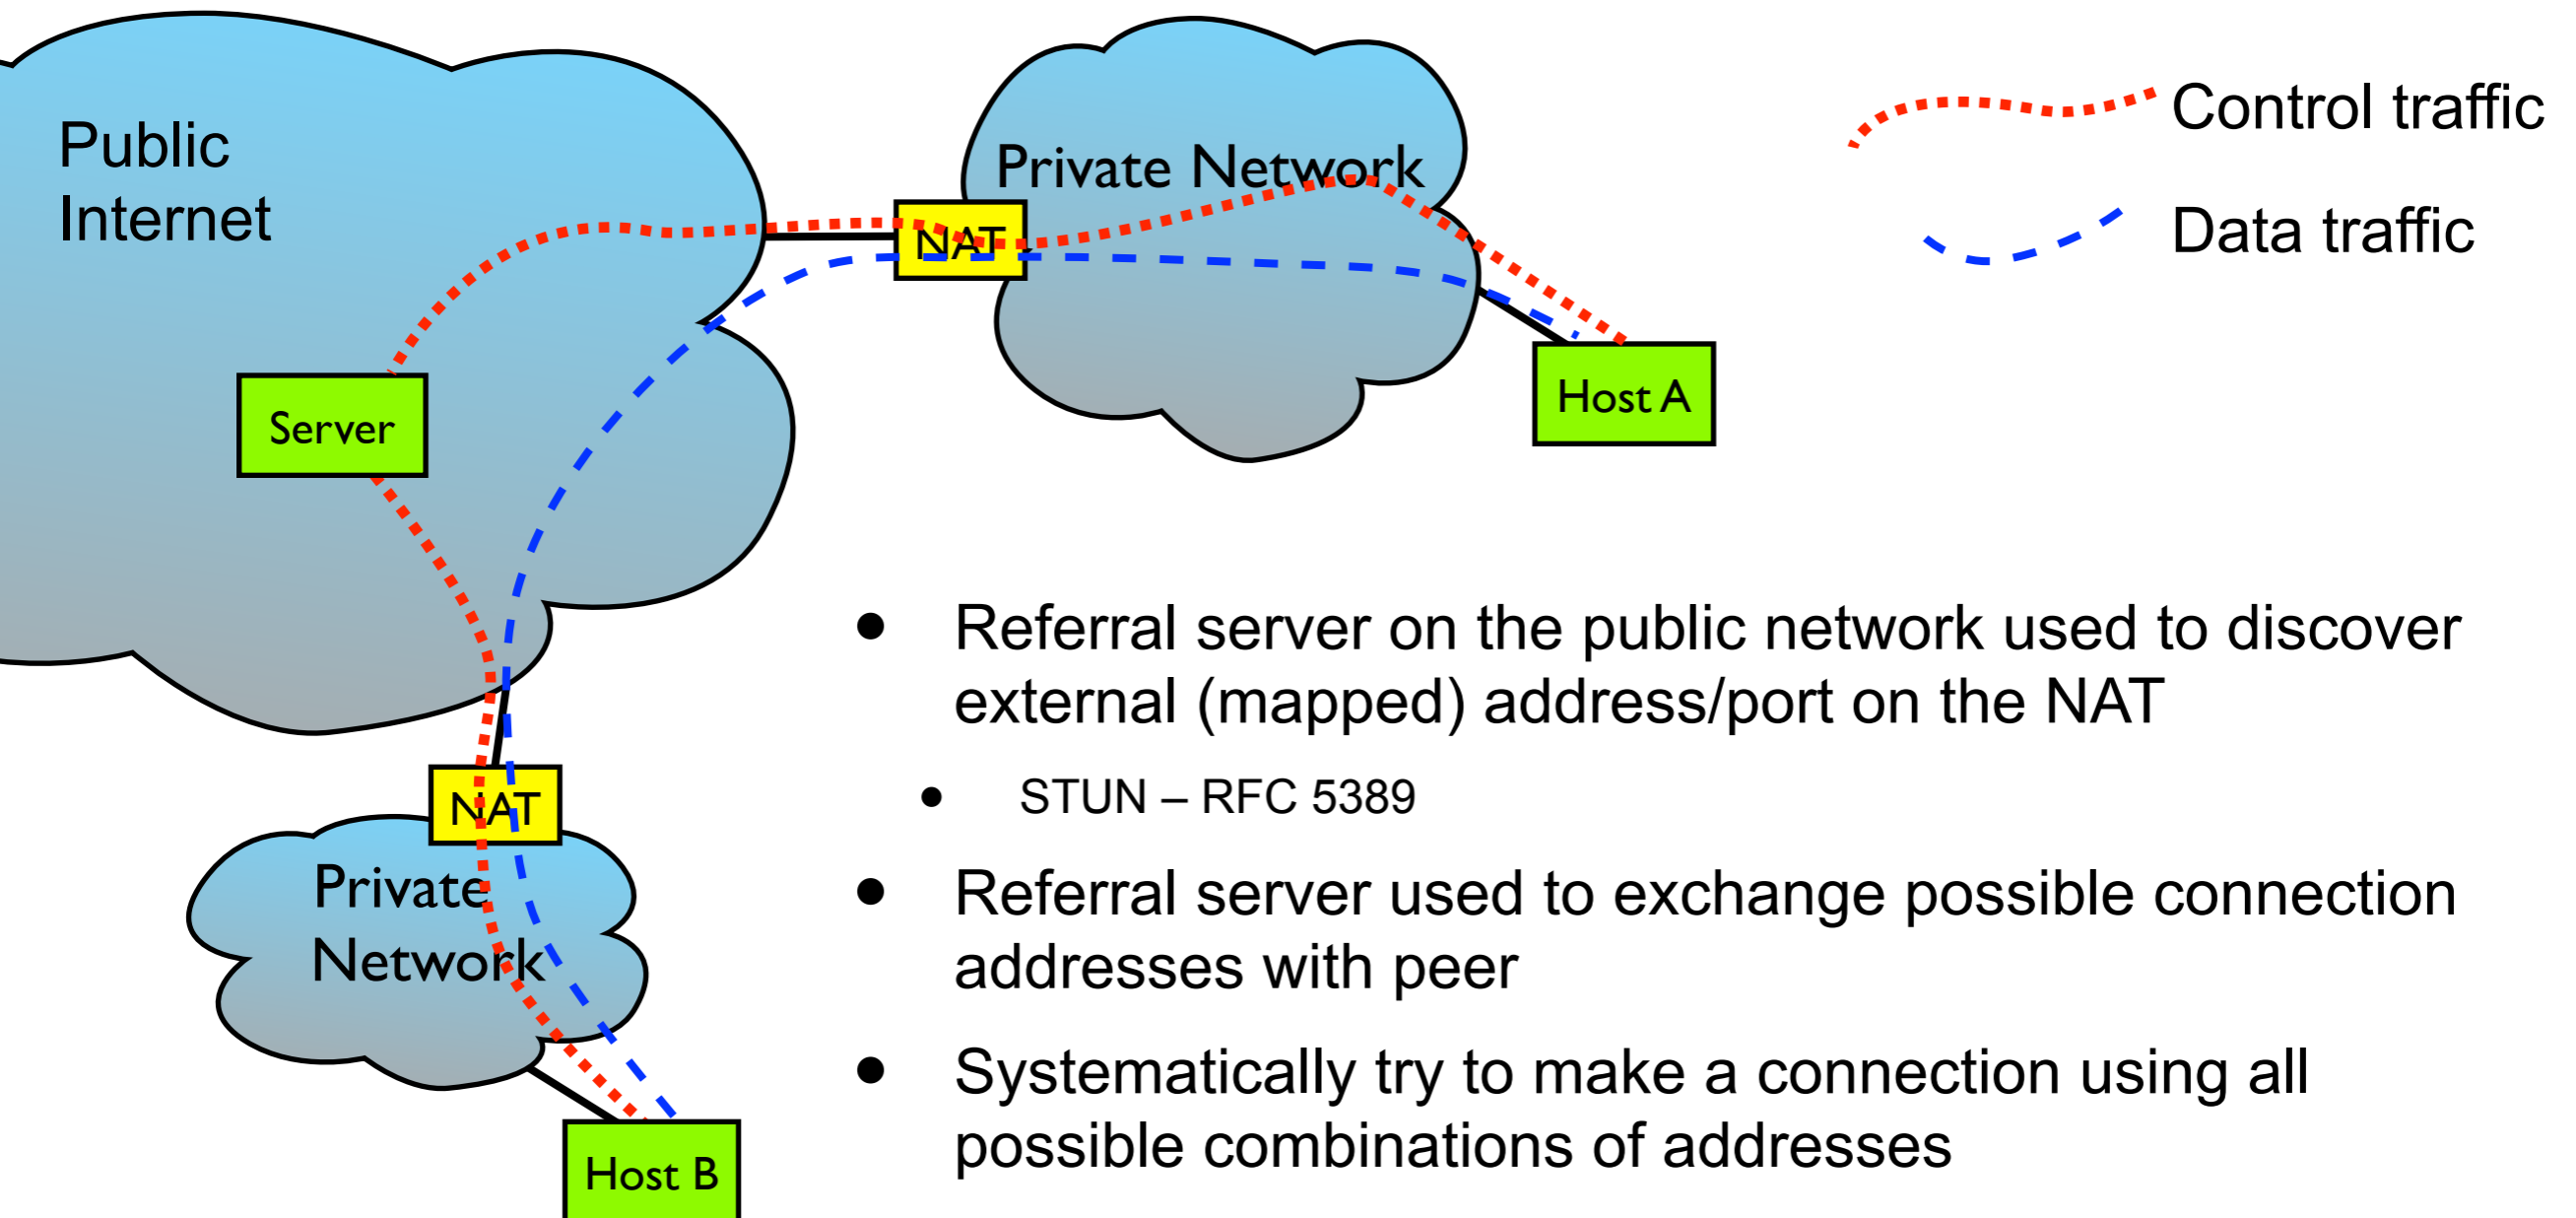 Public
Internet
Private Network
NAT
Control traffic
Data traffic
Server
Host A
NAT
Private
Network
Host B
● Referral server on the public network used to discover
external (mapped) address/port on the NAT
● STUN – RFC 5389
● Referral server used to exchange possible connection
addresses with peer
● Systematically try to make a connection using all
possible combinations of addresses